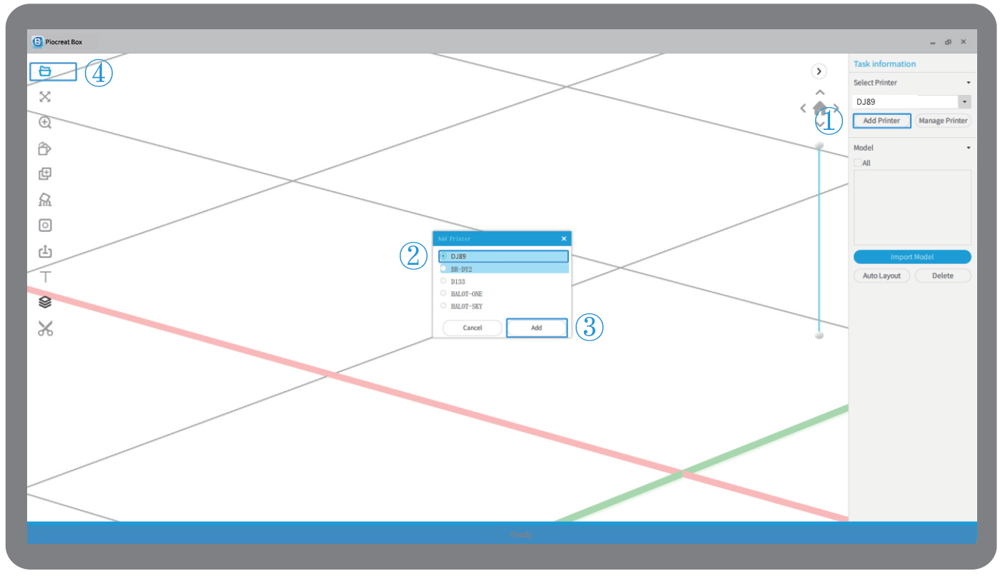 Piocreat Box
④
①
Task information
Select Printer
DJ89
Add Printer
Manage Printer
Model
All
Import Model
Auto Layout
Delete
②
Add Printer
DJ89
BR-DY2
D133
HALOT-ONE
HALOT-SKY
Cancel
Add
③
Ready